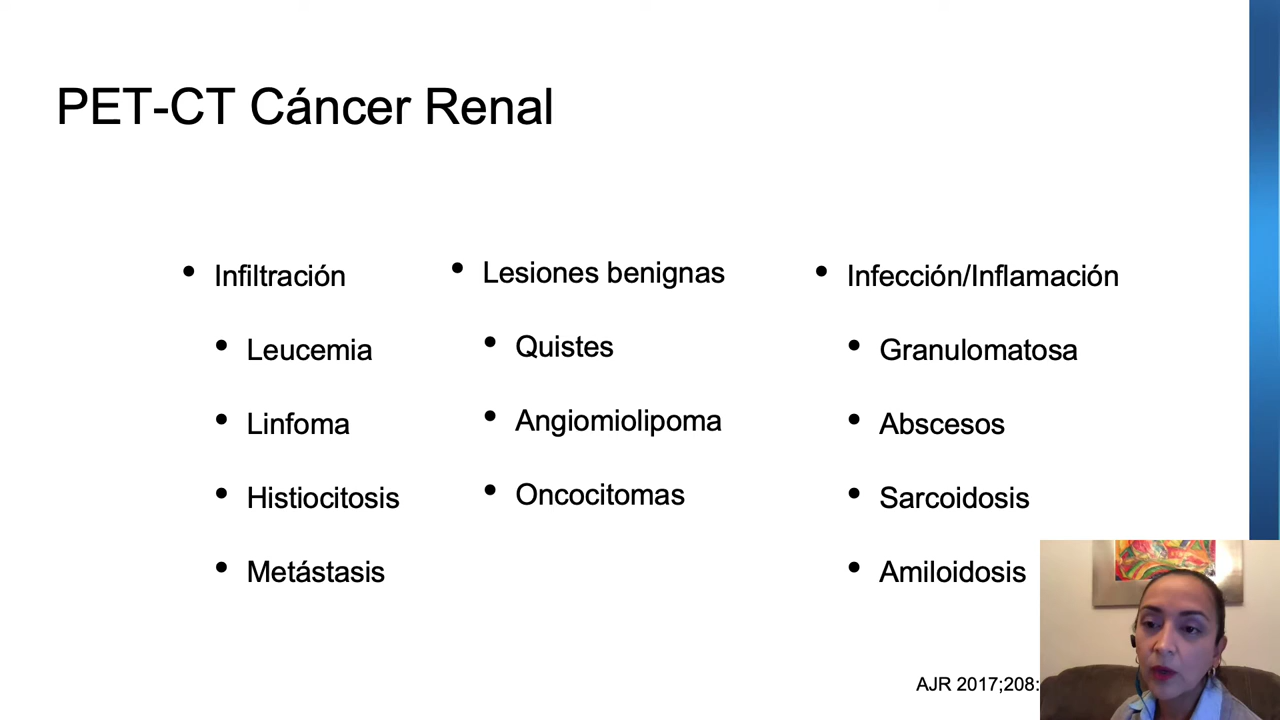 PET-CT Cáncer Renal
• Infiltración
• Leucemia
• Linfoma
• Histiocitosis
• Metástasis
• Lesiones benignas
• Quistes
• Angiomiolipoma
• Oncocitomas
• Infección/Inflamación
• Granulomatosa
• Abscesos
• Sarcoidosis
• Amiloidosis
AJR 2017;208: